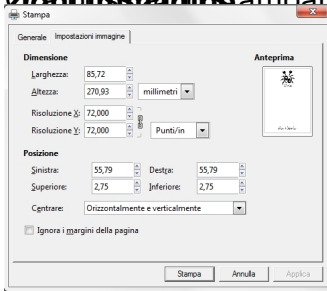 Stampa
Generale Impostazioni immagine
Dimensione
Larghezza: 85,72
Altezza: 270,93 millimetri
Risoluzione X: 72,000
Risoluzione Y: 72,000 Punti/in
Anteprima
Posizione
Sinistra: 55,79 Destra: 55,79
Superiore: 2,75 Inferiore: 2,75
Centrare: Orizzontalmente e verticalmente
Ignora i margini della pagina
Stampa Annulla Applica